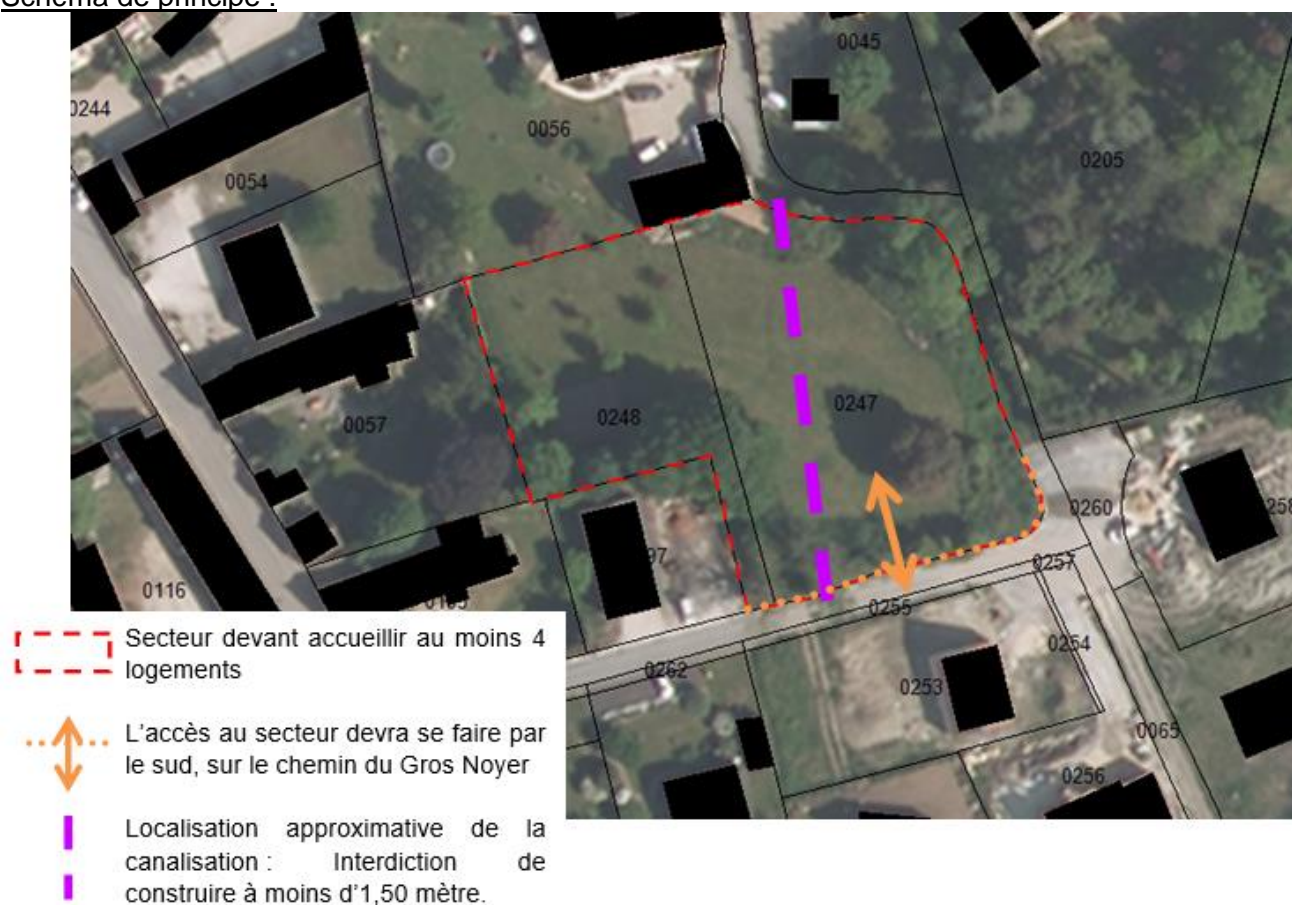 Schéma de principe :
0045
0244
0056
0205
0054
0248
0247
0057
0260
258
97
0257
0116
0255
0254
0262
0253
0065
0256
Secteur devant accueillir au moins 4
logements
L'accès au secteur devra se faire par
le sud, sur le chemin du Gros Noyer
Localisation approximative de la
canalisation : Interdiction de
construire à moins d'1,50 mètre.